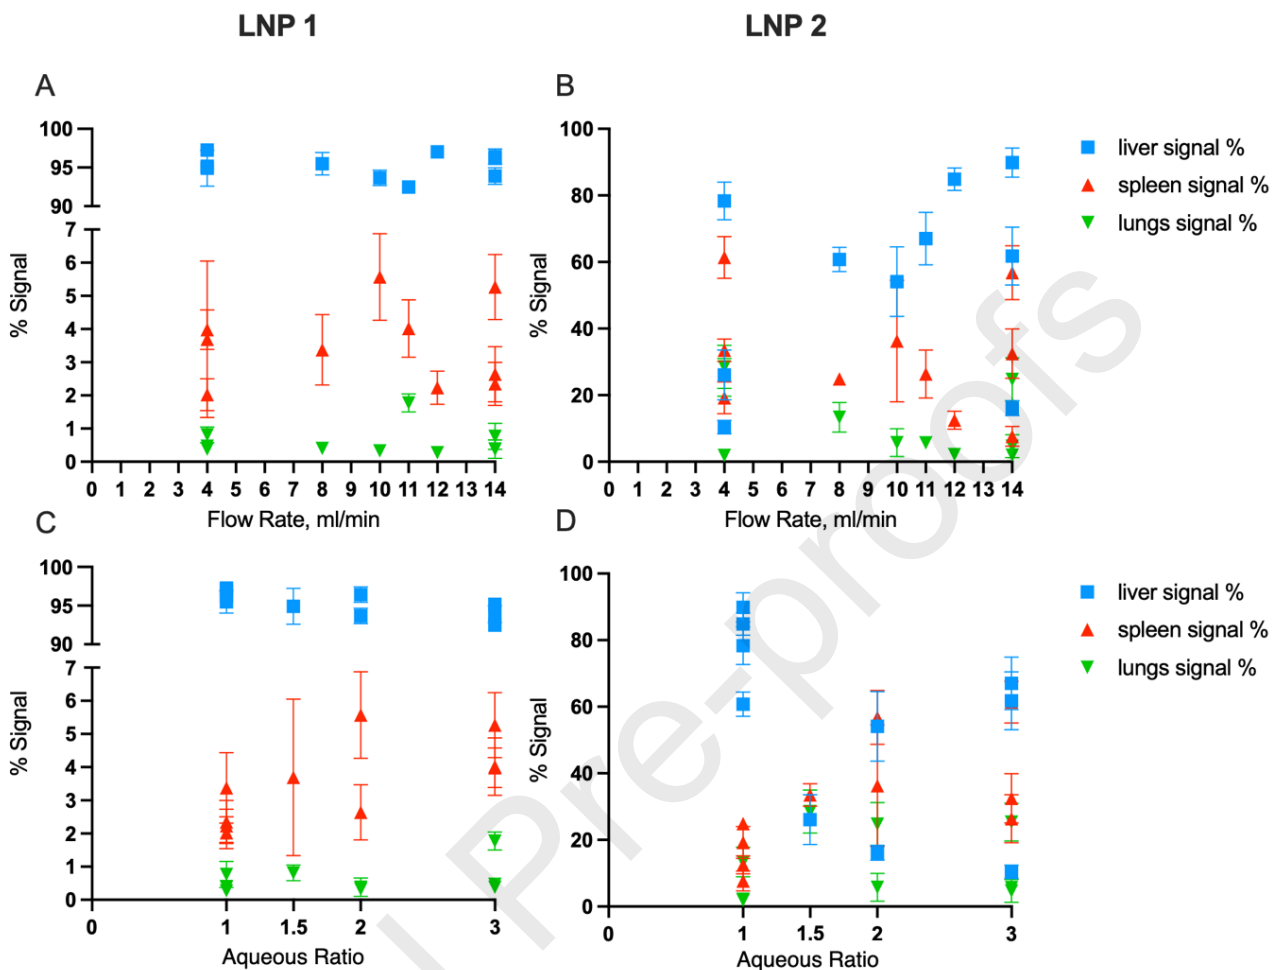 LNP 1
LNP 2
A
B
100
95
90
7
6
5
4
3
2
1
0
% Signal
0 1 2 3 4 5 6 7 8 9 10 11 12 13 14
Flow Rate, ml/min
100
80
60
40
20
0
% Signal
0 1 2 3 4 5 6 7 8 9 10 11 12 13 14
Flow Rate, ml/min
liver signal %
spleen signal %
lungs signal %
C
D
100
95
90
7
6
5
4
3
2
1
0
% Signal
0 1 1.5 2 3
Aqueous Ratio
100
80
60
40
20
0
% Signal
0 1 1.5 2 3
Aqueous Ratio
liver signal %
spleen signal %
lungs signal %
Pre-proofs